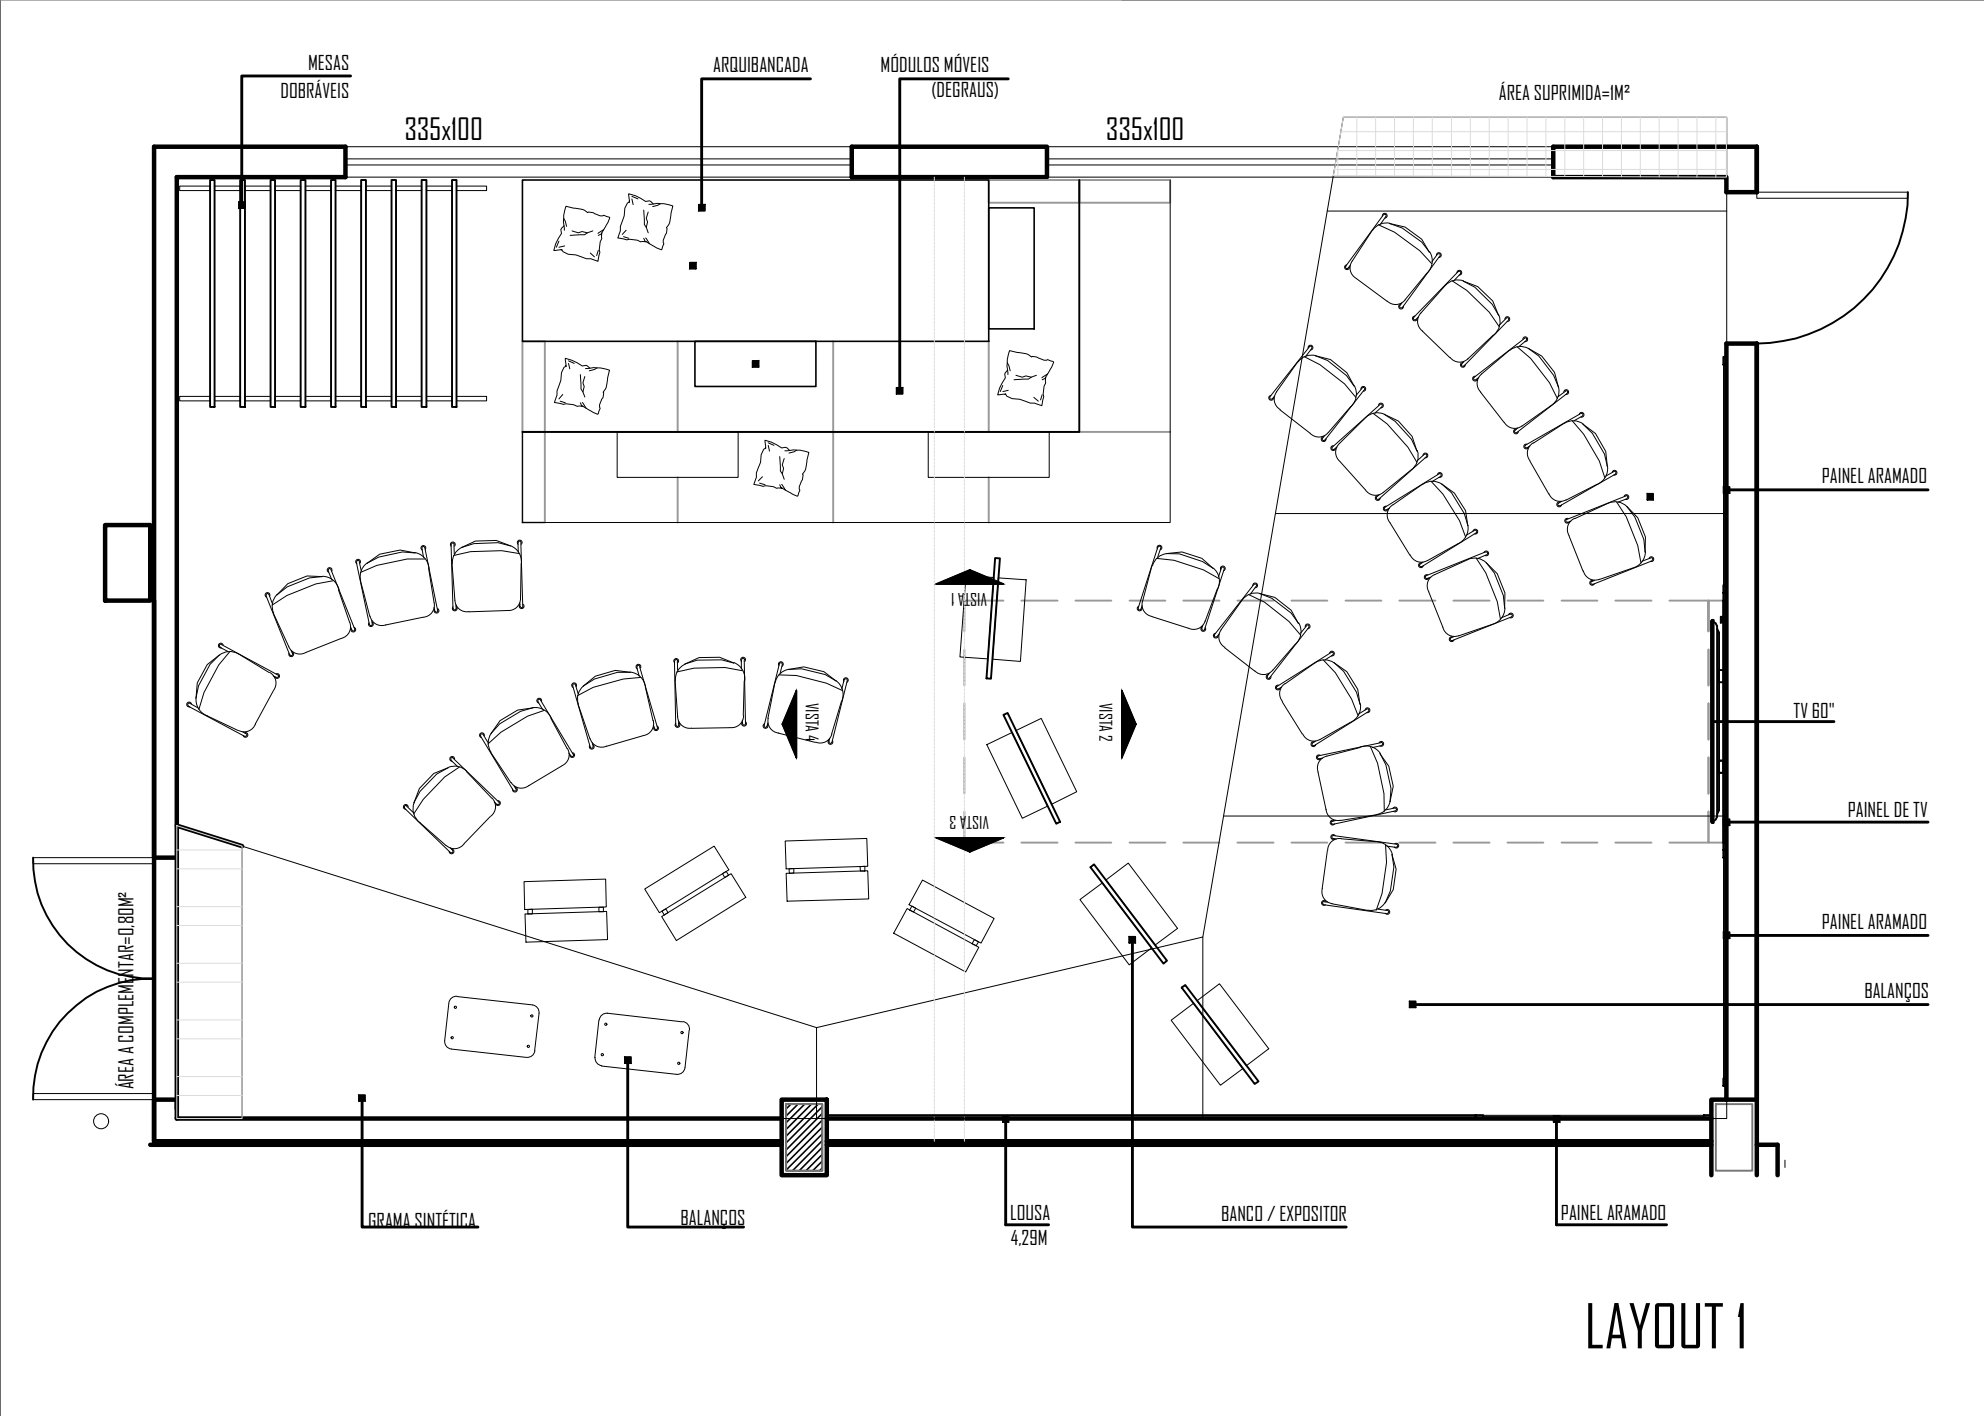 MESAS
DOBRÁVEIS
ARQUIBANCADA
MÓDULOS MÓVEIS
(DEGRAUS)
ÁREA SUPRIMIDA=1M²
335x100
335x100
PAINEL ARAMADO
VISTA 1
VISTA 4
VISTA 2
TV 60"
VISTA 3
PAINEL DE TV
ÁREA A COMPLEMENTAR=0,80M²
PAINEL ARAMADO
BALANÇOS
GRAMA SINTÉTICA
BALANÇOS
LOUSA
4,29M
BANCO / EXPOSITOR
PAINEL ARAMADO
LAYOUT 1